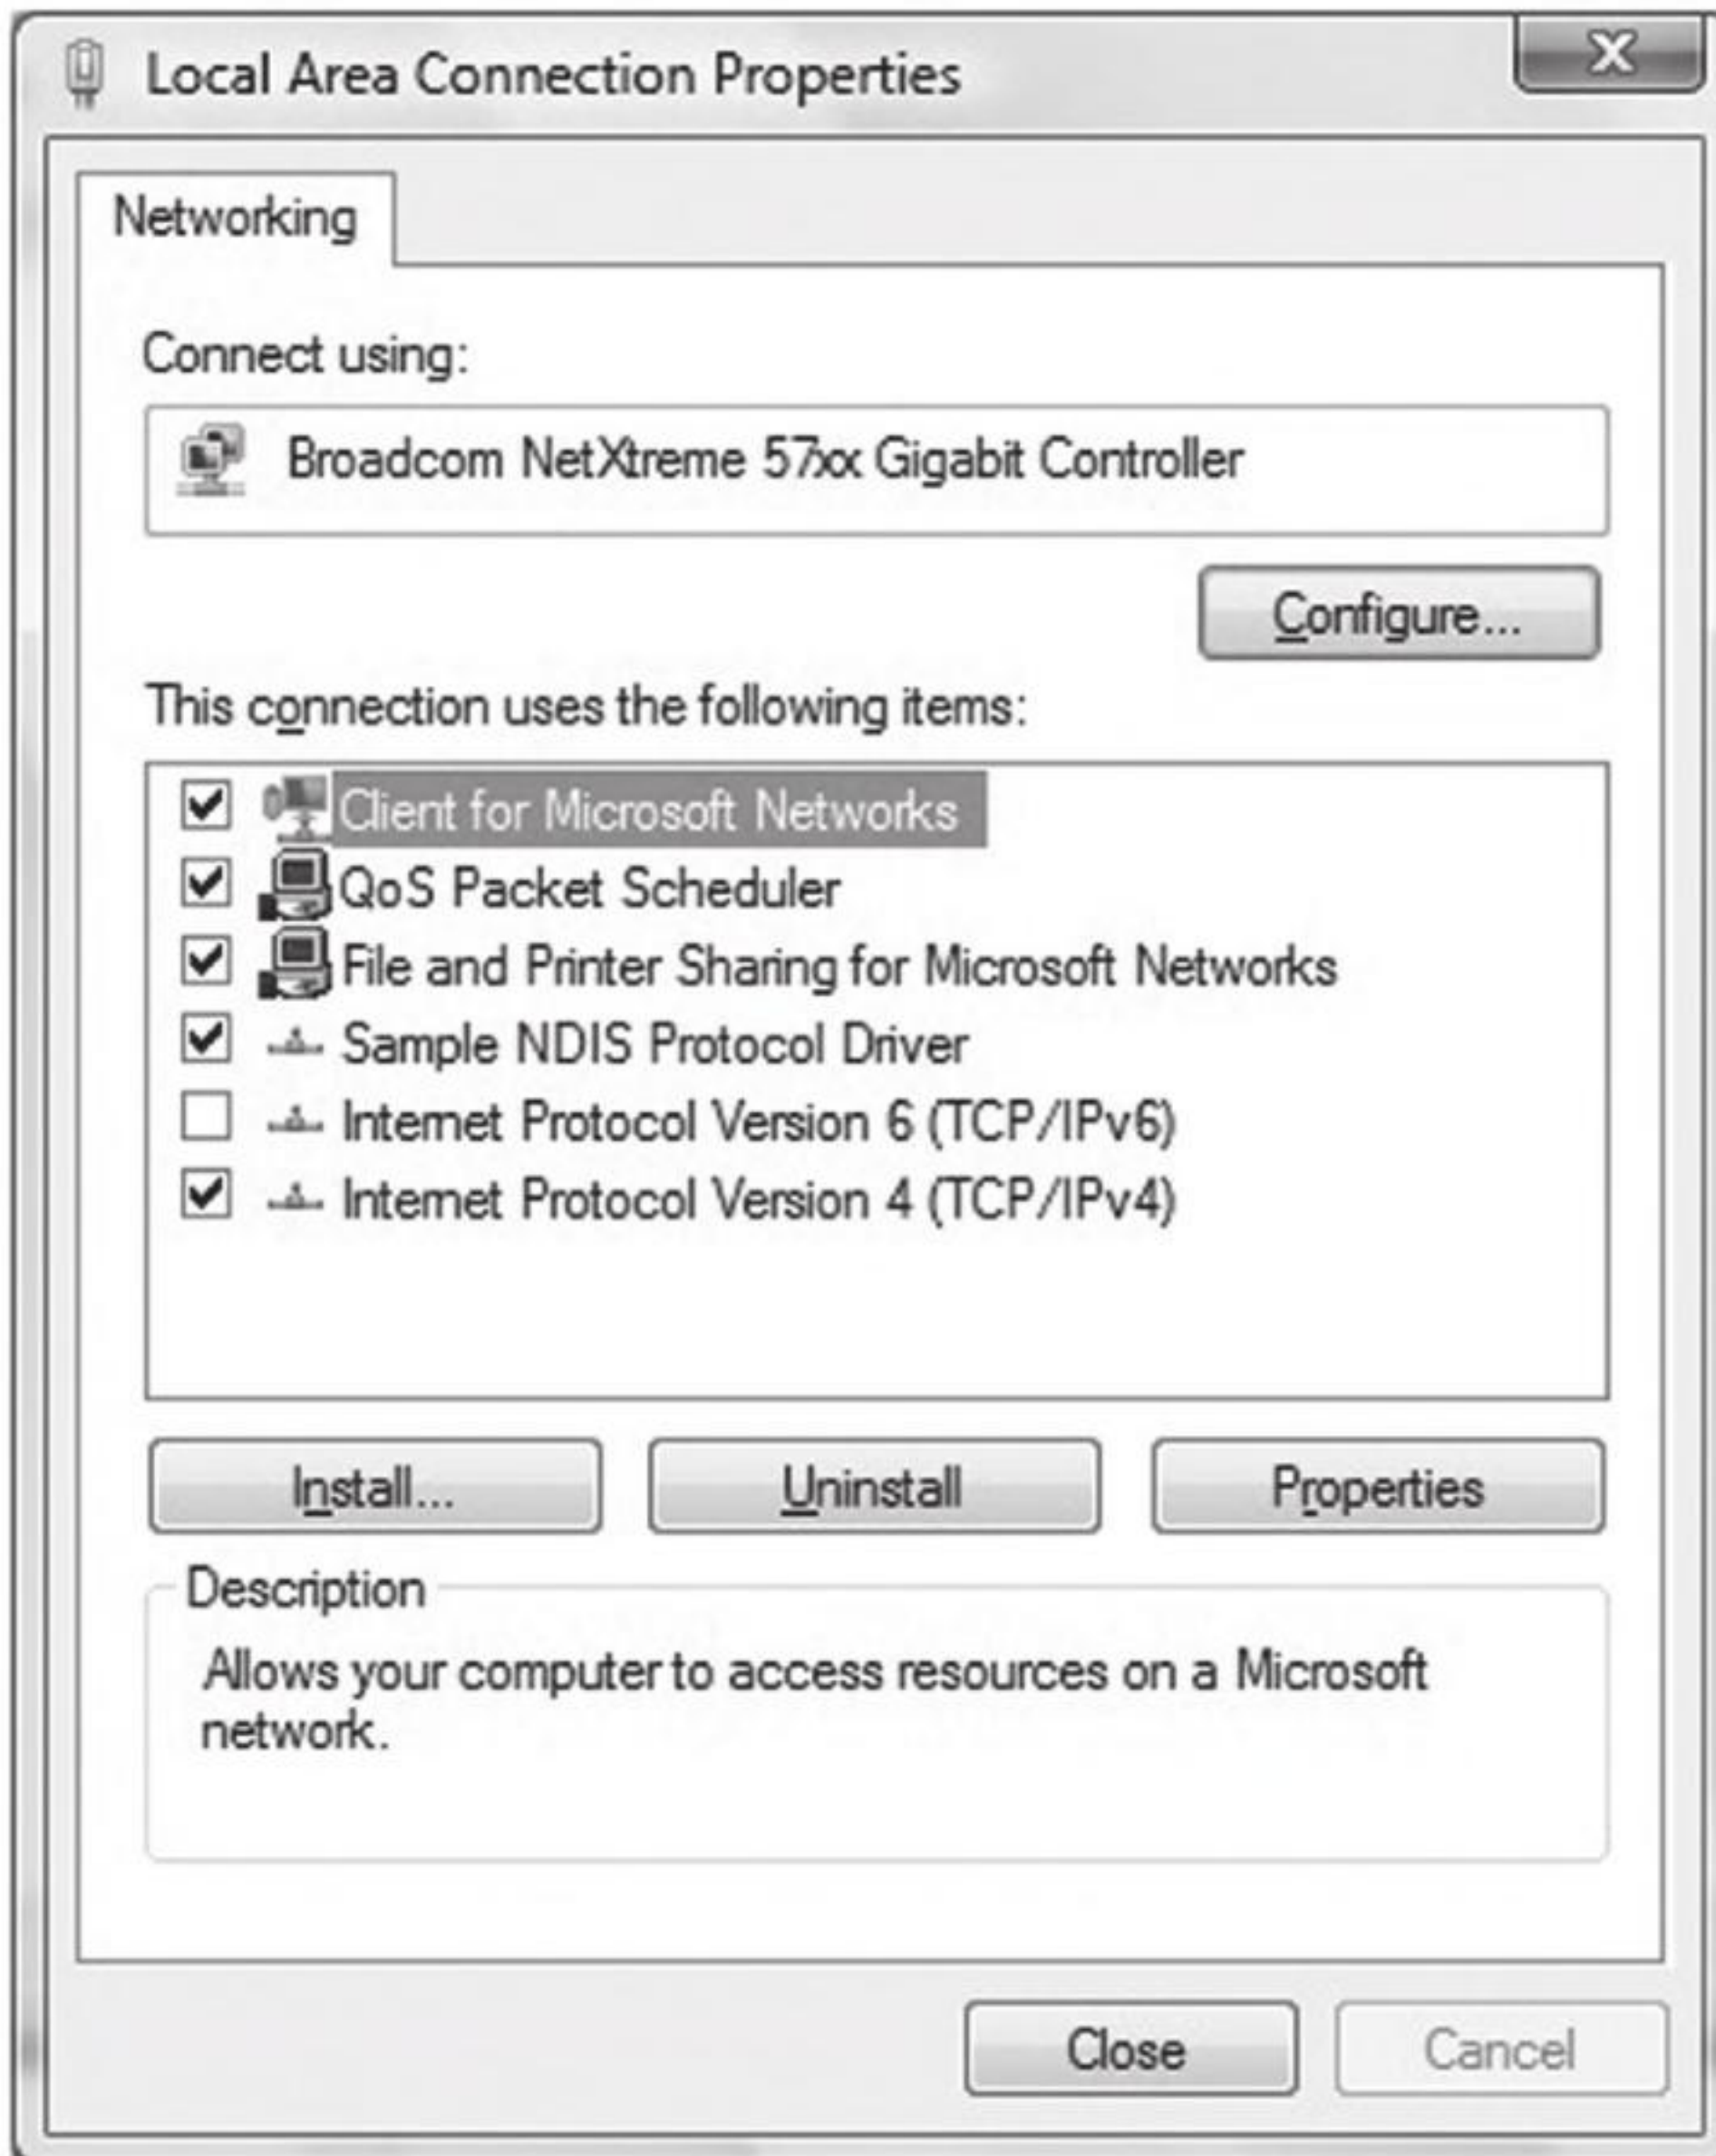 Local Area Connection Properties
X
Networking
Connect using:
Broadcom NetXtreme 57xx Gigabit Controller
Configure...
This connection uses the following items:
Client for Microsoft Networks
QoS Packet Scheduler
File and Printer Sharing for Microsoft Networks
Sample NDIS Protocol Driver
Internet Protocol Version 6 (TCP/IPv6)
Internet Protocol Version 4 (TCP/IPv4)
Install... Uninstall Properties
Description
Allows your computer to access resources on a Microsoft
network.
Close Cancel